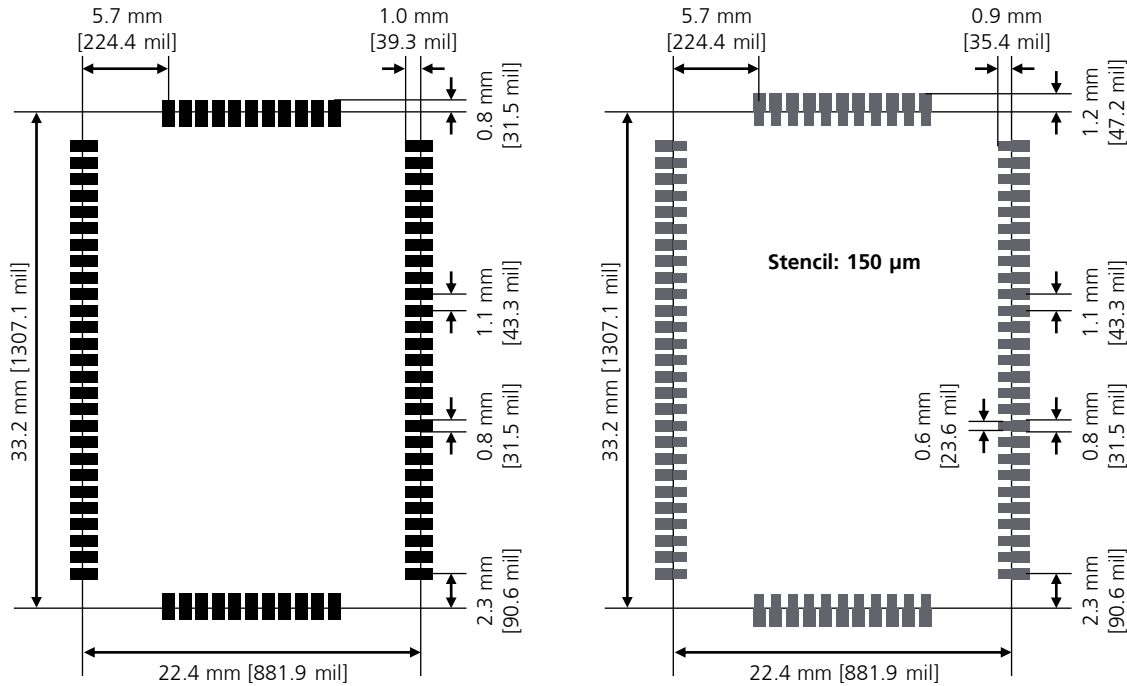 5.7 mm
[224.4 mil]
1.0 mm
[39.3 mil]
0.8 mm
[31.5 mil]
33.2 mm [1307.1 mil]
1.1 mm
[43.3 mil]
0.8 mm
[31.5 mil]
2.3 mm
[90.6 mil]
22.4 mm [881.9 mil]
5.7 mm
[224.4 mil]
0.9 mm
[35.4 mil]
1.2 mm
[47.2 mil]
Stencil: 150 µm
33.2 mm [1307.1 mil]
1.1 mm
[43.3 mil]
0.6 mm
[23.6 mil]
0.8 mm
[31.5 mil]
2.3 mm
[90.6 mil]
22.4 mm [881.9 mil]